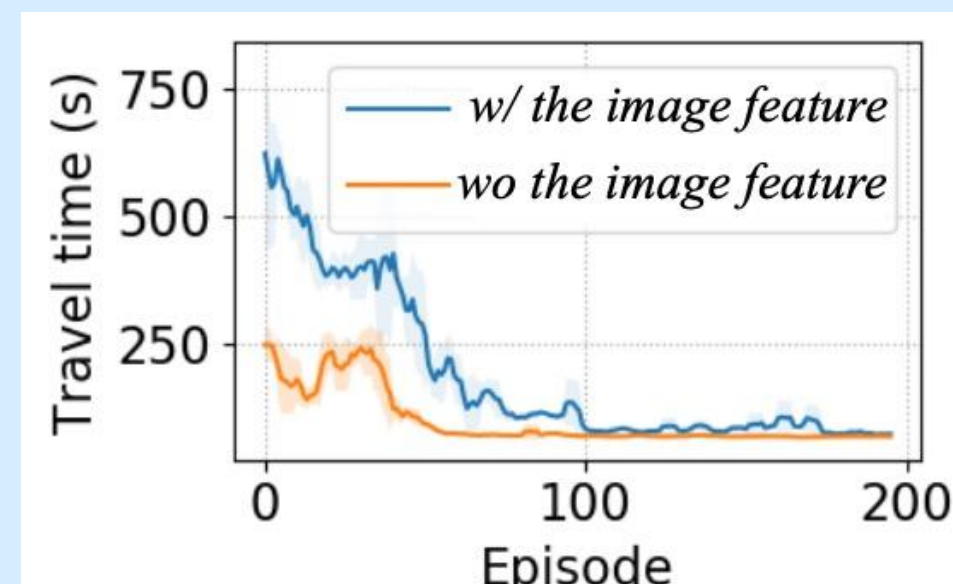 750
500
250
Travel time (s)
w/ the image feature
wo the image feature
0 100 200
Episode